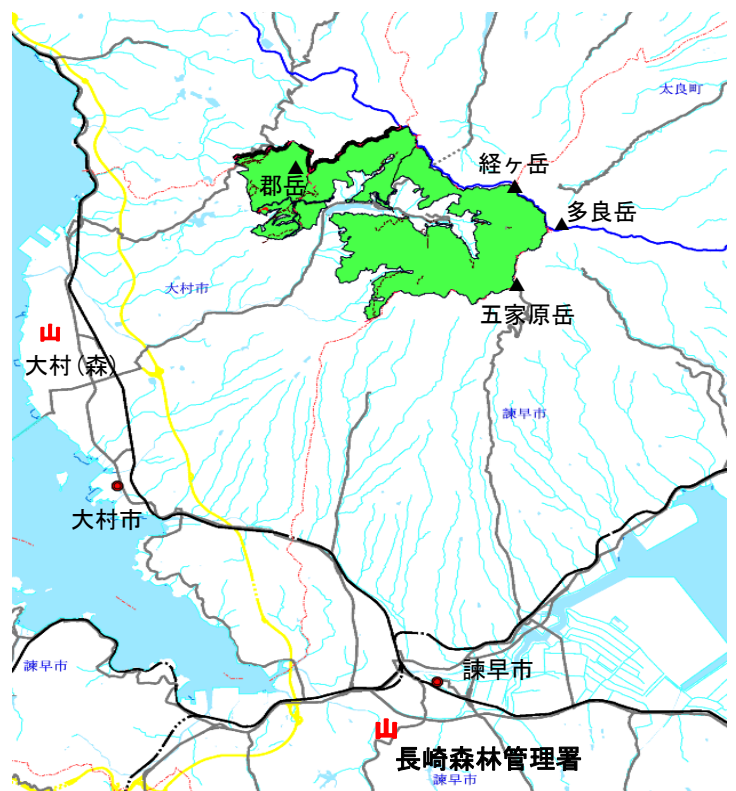 太良町
経ヶ岳
郡岳
多良岳
大村市
五家原岳
山
大村(森)
諫早市
大村市
諫早市
諫早市
山
長崎森林管理署
諫早市